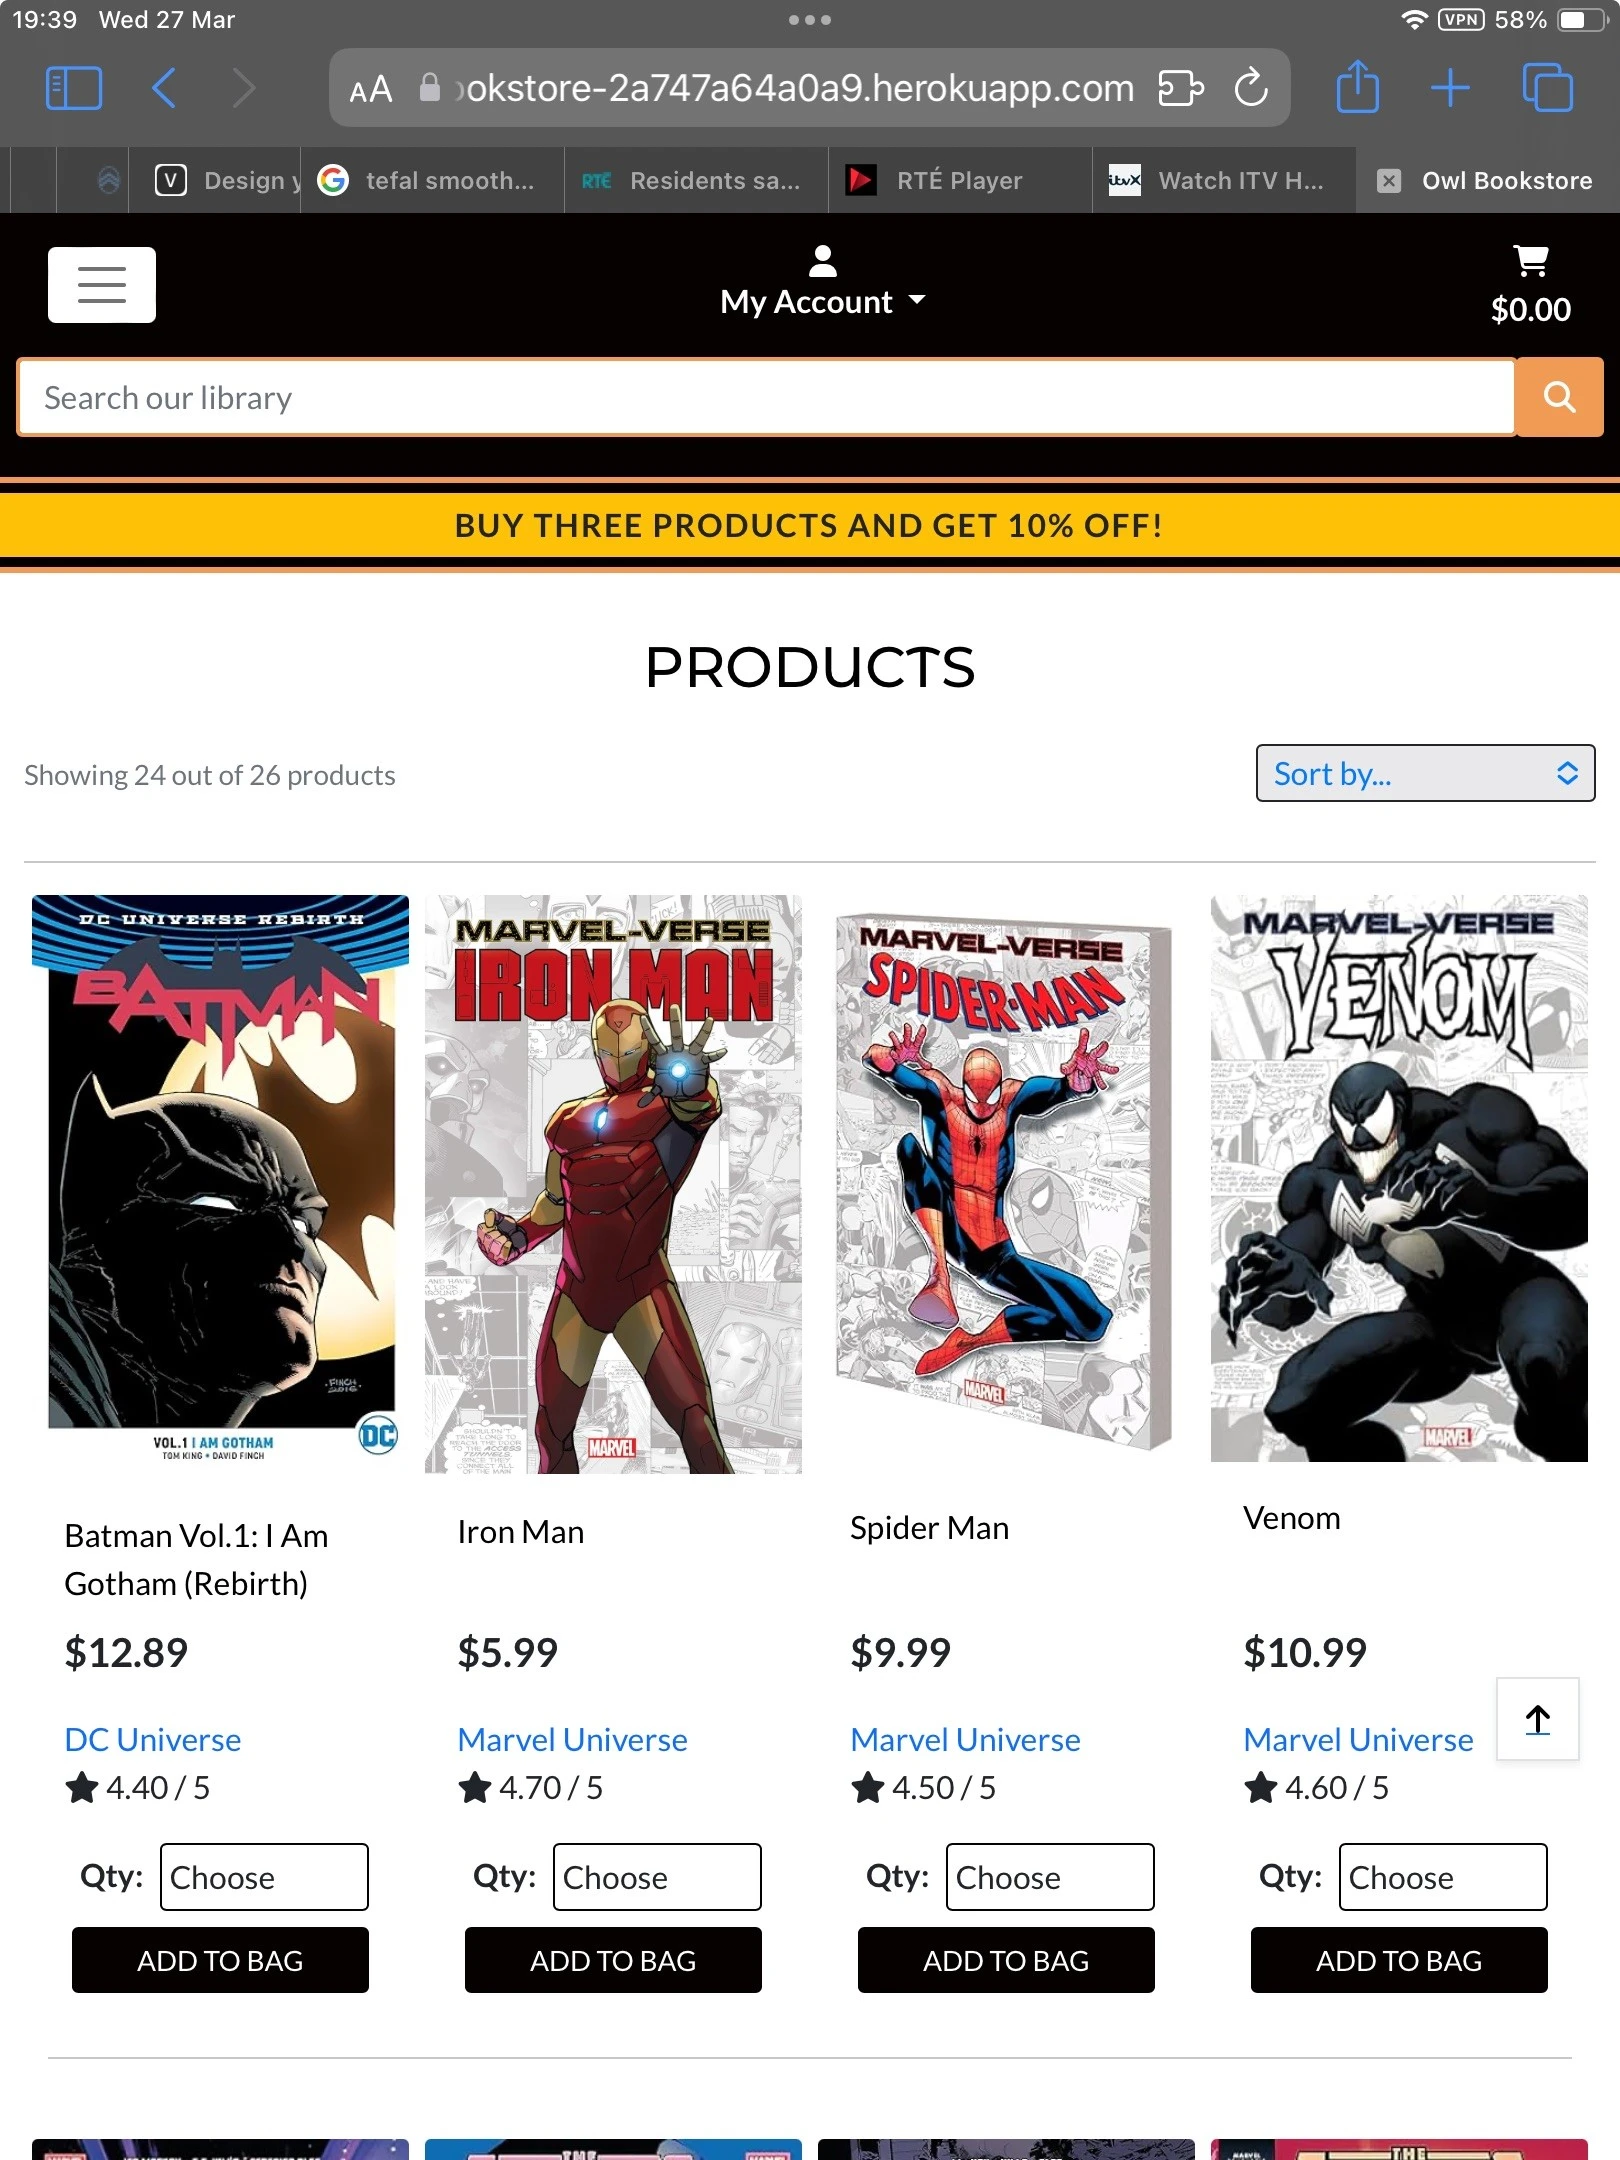 19:39 Wed 27 Mar
VPN 58%
AA okstore-2a747a64a0a9.herokuapp.com
V Design y
G tefal smooth...
RTÉ Residents sa...
RTÉ Player
itvX Watch ITV H...
Owl Bookstore
My Account
$0.00
Search our library
BUY THREE PRODUCTS AND GET 10% OFF!
PRODUCTS
Showing 24 out of 26 products
Sort by...
DC UNIVERSE REBIRTH
BATMAN
FINCH
2016
VOL.1 I AM GOTHAM
TOM KING • DAVID FINCH
DC
MARVEL-VERSE
IRON MAN
MARVEL
MARVEL-VERSE
SPIDER-MAN
MARVEL
MARVEL-VERSE
VENOM
MARVEL
Batman Vol.1: I Am
Gotham (Rebirth)
$12.89
DC Universe
4.40 / 5
Qty: Choose
ADD TO BAG
Iron Man
$5.99
Marvel Universe
4.70 / 5
Qty: Choose
ADD TO BAG
Spider Man
$9.99
Marvel Universe
4.50 / 5
Qty: Choose
ADD TO BAG
Venom
$10.99
Marvel Universe
4.60 / 5
Qty: Choose
ADD TO BAG
THE
THE